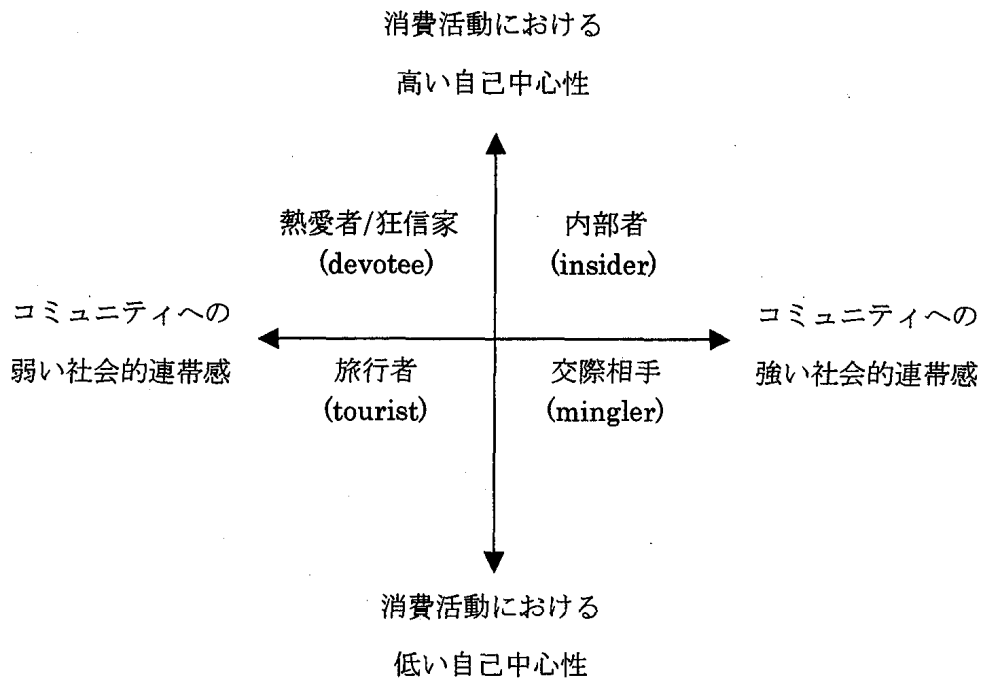 消費活動における
高い自己中心性
熱愛者/狂信家
(devotee)
内部者
(insider)
コミュニティへの
弱い社会的連帯感
コミュニティへの
強い社会的連帯感
旅行者
(tourist)
交際相手
(mingler)
消費活動における
低い自己中心性